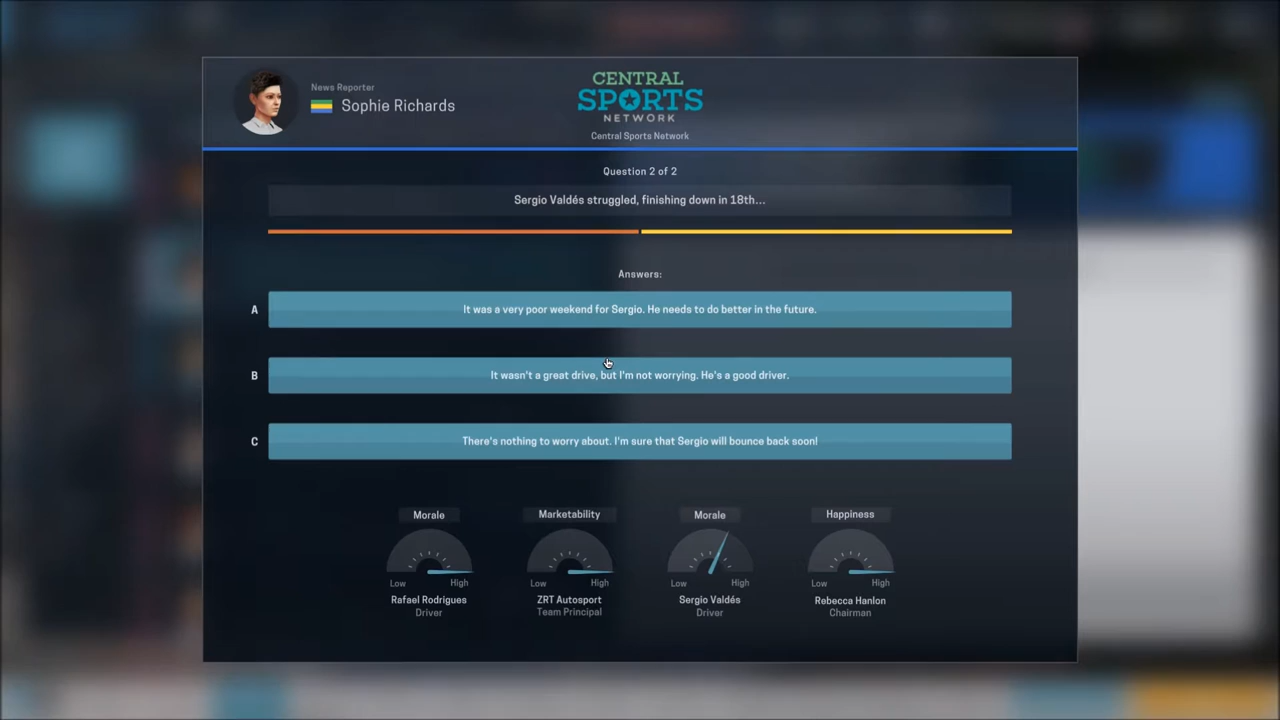 News Reporter
Sophie Richards
CENTRAL
SPORTS
NETWORK
Central Sports Network
Question 2 of 2
Sergio Valdés struggled, finishing down in 18th...
Answers:
A
It was a very poor weekend for Sergio. He needs to do better in the future.
B
It wasn't a great drive, but I'm not worrying. He's a good driver.
C
There's nothing to worry about. I'm sure that Sergio will bounce back soon!
Morale Marketability Morale Happiness
Low High Low High Low High Low High
Rafael Rodrigues ZRT Autosport Sergio Valdés Rebecca Hanlon
Driver Team Principal Driver Chairman